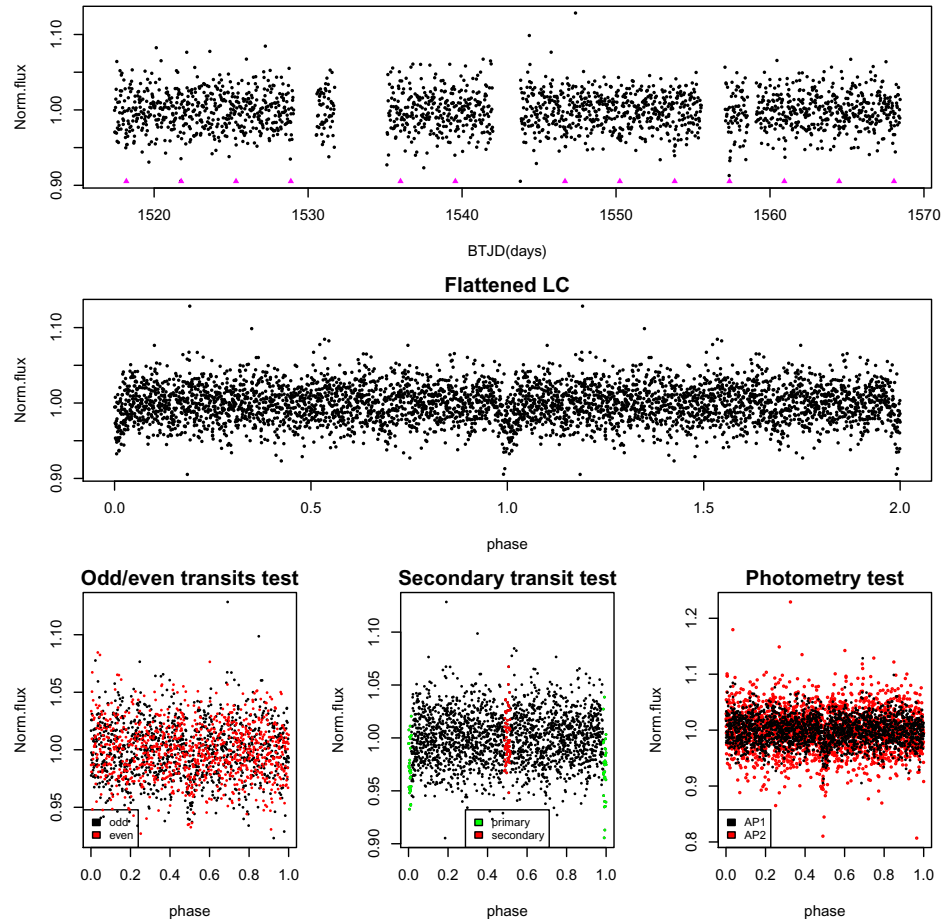 1.10
1.00
0.90
Norm.flux
1520
1530
1540
1550
1560
1570
BTJD(days)
Flattened LC
1.10
1.00
0.90
Norm.flux
0.0
0.5
1.0
1.5
2.0
phase
Odd/even transits test
Secondary transit test
Photometry test
1.10
1.05
1.00
0.95
Norm.flux
odd
even
0.0 0.2 0.4 0.6 0.8 1.0
phase
1.10
1.05
1.00
0.95
0.90
Norm.flux
primary
secondary
0.0 0.2 0.4 0.6 0.8 1.0
phase
1.2
1.1
1.0
0.9
0.8
Norm.flux
AP1
AP2
0.0 0.2 0.4 0.6 0.8 1.0
phase